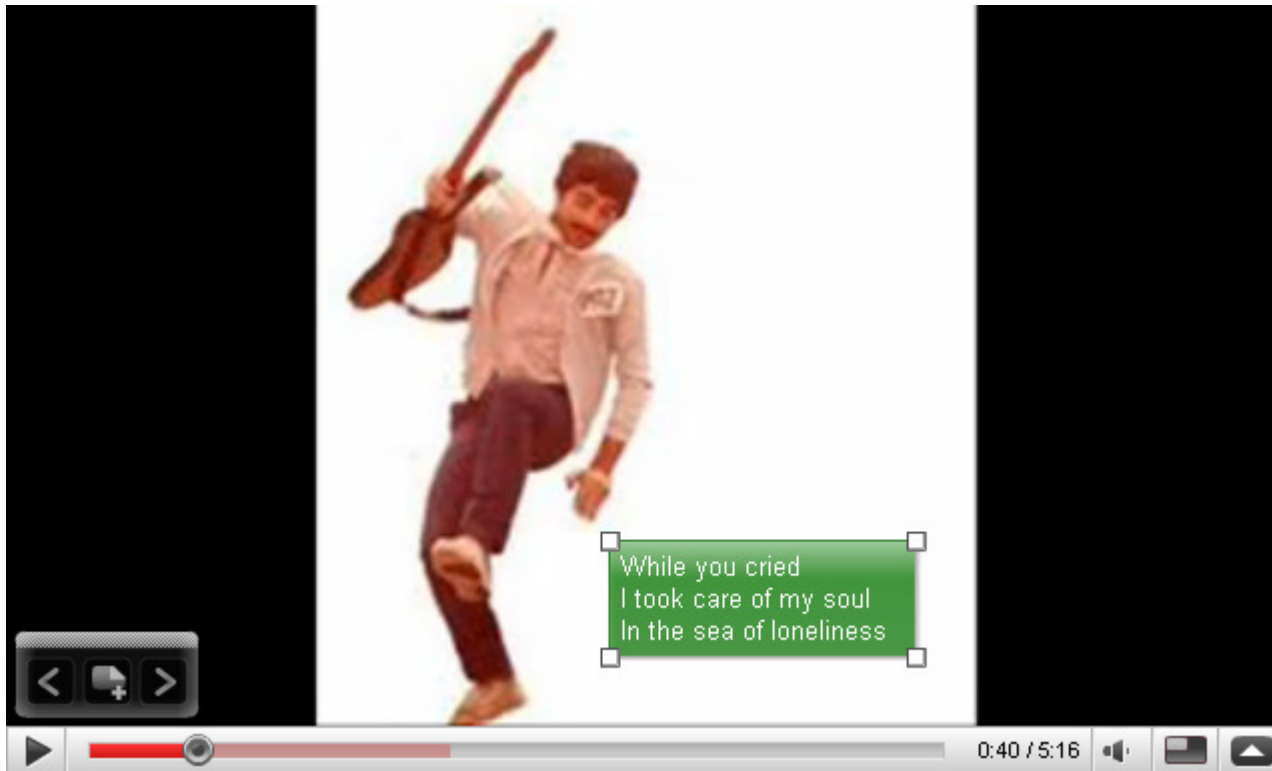 While you cried
I took care of my soul
In the sea of loneliness
0:40 / 5:16